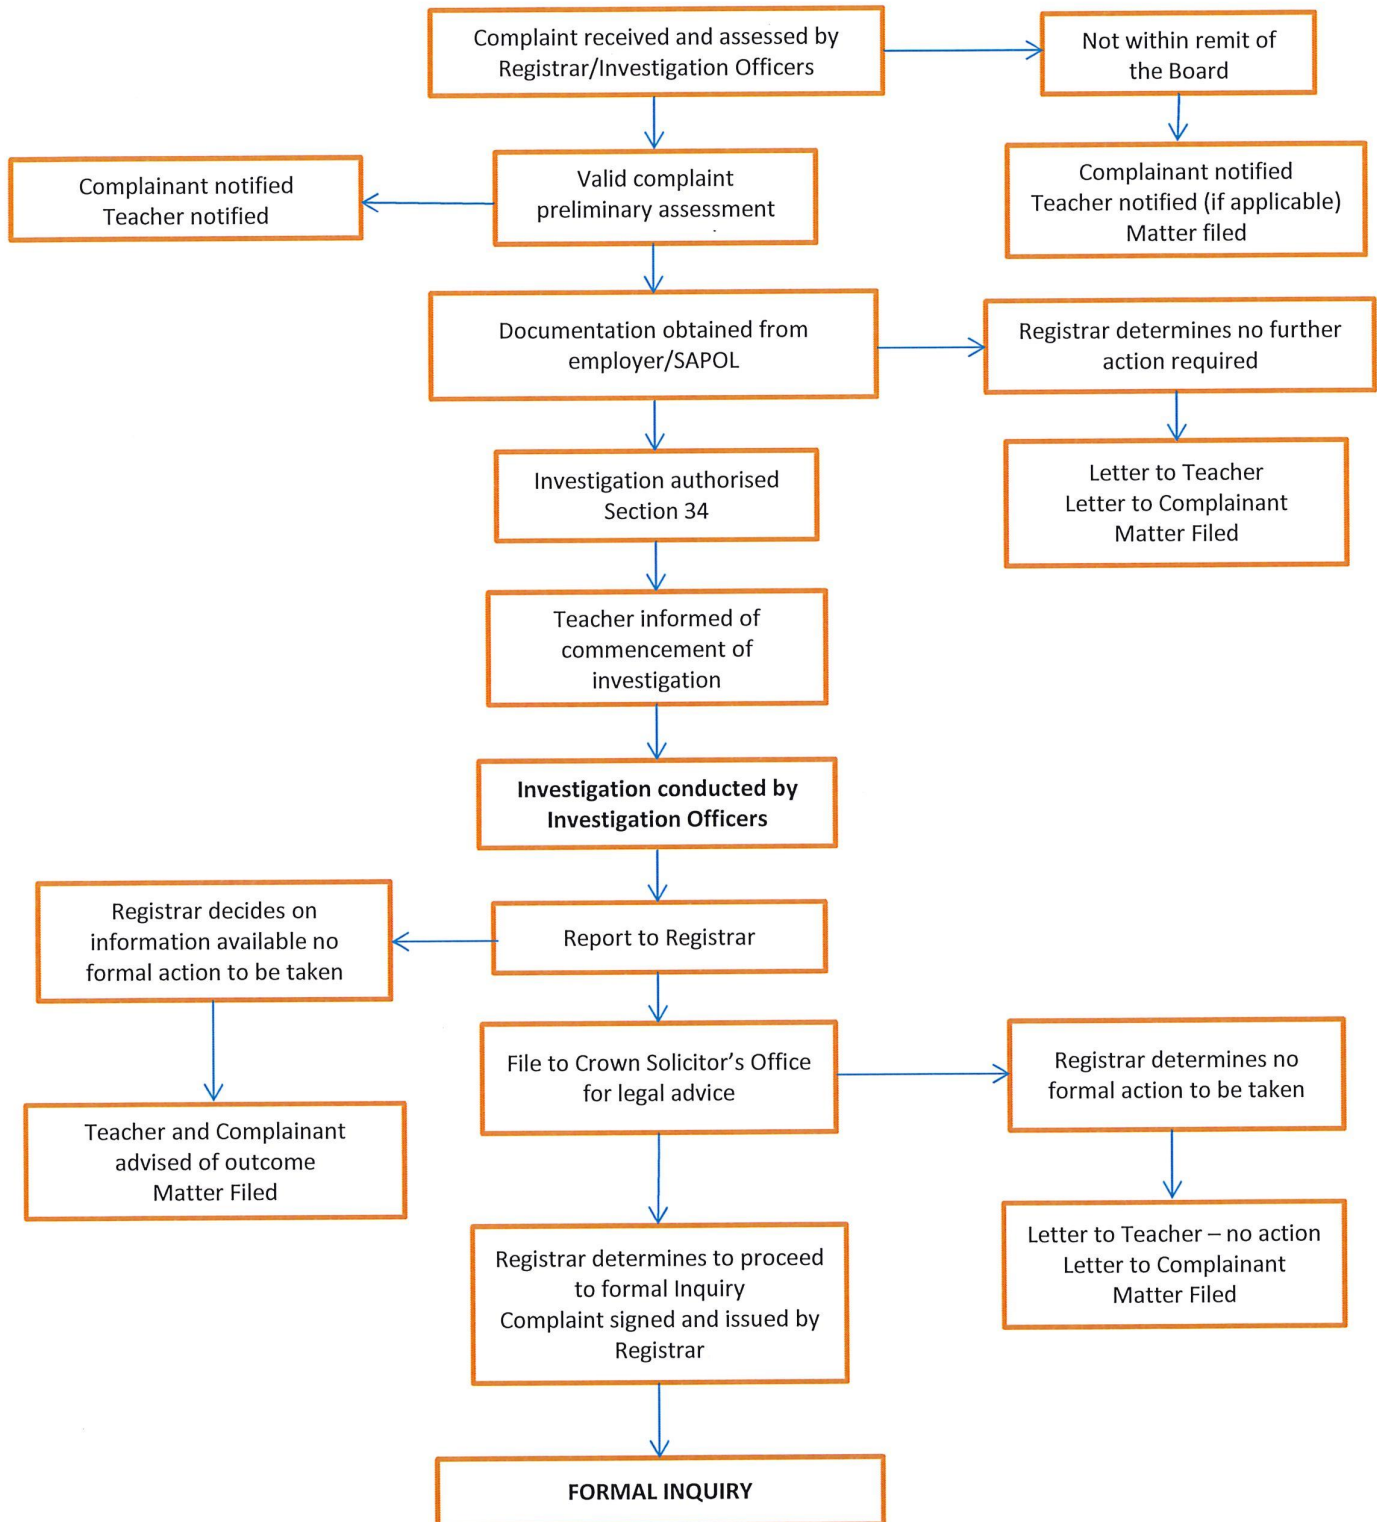 Complaint received and assessed by
Registrar/Investigation Officers
Not within remit of
the Board
Complainant notified
Teacher notified
Valid complaint
preliminary assessment
Complainant notified
Teacher notified (if applicable)
Matter filed
Documentation obtained from
employer/SAPOL
Registrar determines no further
action required
Investigation authorised
Section 34
Letter to Teacher
Letter to Complainant
Matter Filed
Teacher informed of
commencement of
investigation
Investigation conducted by
Investigation Officers
Registrar decides on
information available no
formal action to be taken
Report to Registrar
File to Crown Solicitor’s Office
for legal advice
Registrar determines no
formal action to be taken
Teacher and Complainant
advised of outcome
Matter Filed
Registrar determines to proceed
to formal Inquiry
Complaint signed and issued by
Registrar
Letter to Teacher – no action
Letter to Complainant
Matter Filed
FORMAL INQUIRY